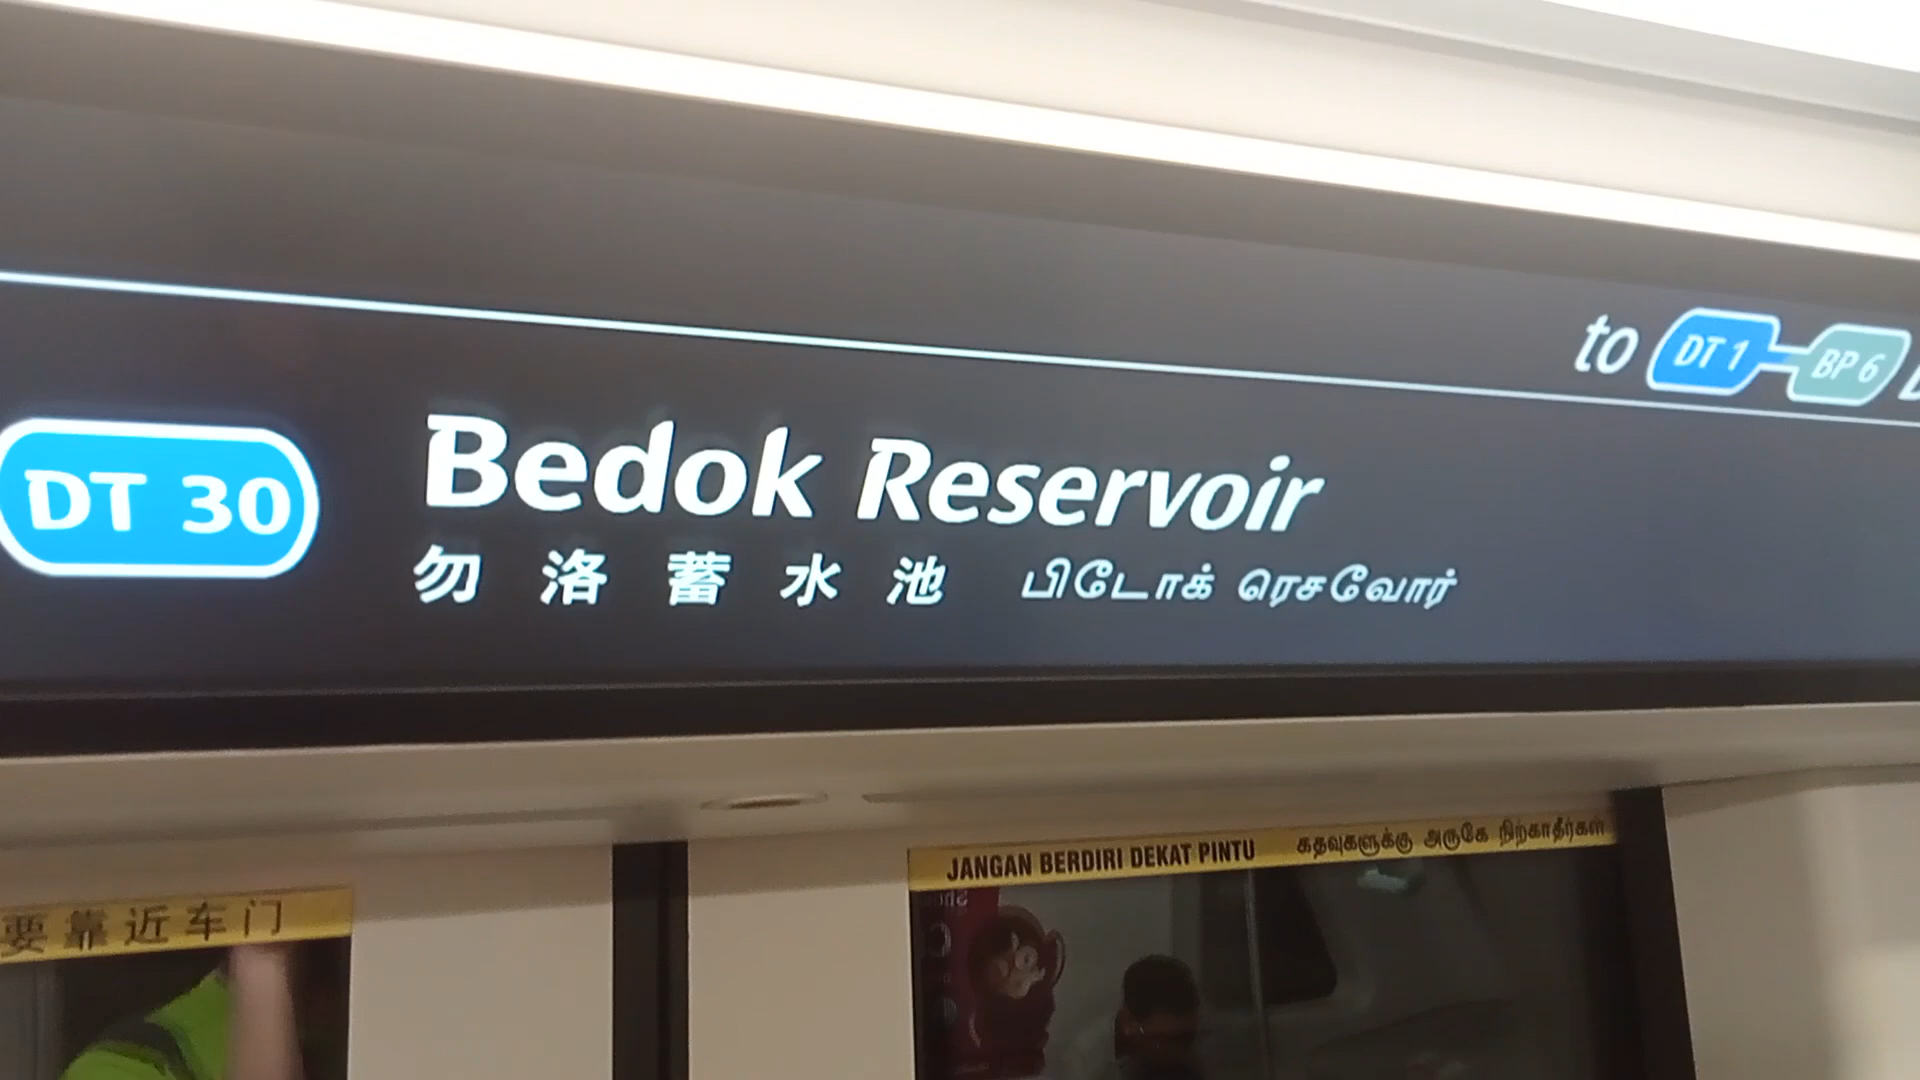 to DT 1 BP 6
DT 30 Bedok Reservoir
勿洛蓄水池 பிடோக் ரெசவோர்
JANGAN BERDIRI DEKAT PINTU கதவுகளுக்கு அருகே நிற்காதீர்கள்
要靠近车门